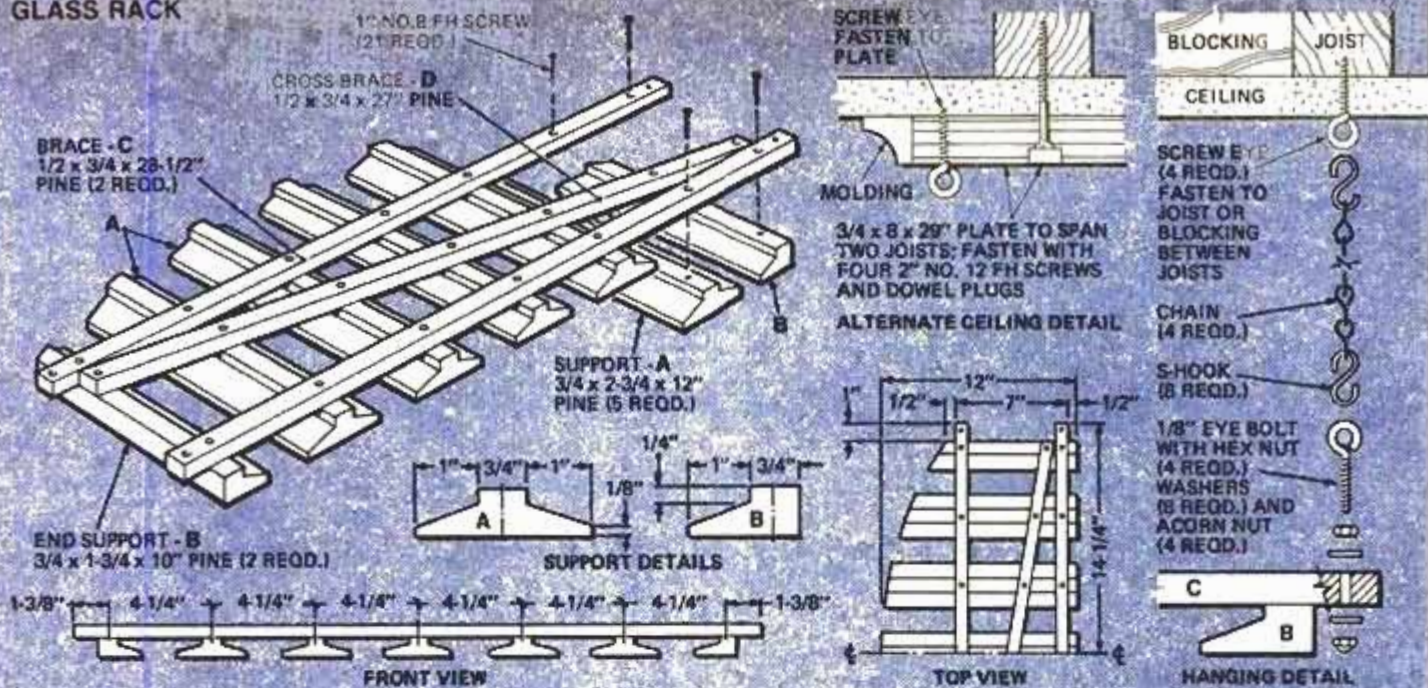 GLASS RACK
1" NO. 8 FH SCREW
(21 REQD.)
CROSS BRACE - D
1/2 x 3/4 x 27" PINE
BRACE - C
1/2 x 3/4 x 28-1/2"
PINE (2 REQD.)
A
B
SUPPORT - A
3/4 x 2-3/4 x 12"
PINE (5 REQD.)
END SUPPORT - B
3/4 x 1-3/4 x 10" PINE (2 REQD.)
1" 3/4" 1"
1/8"
A
1/4"
1" 3/4"
B
SUPPORT DETAILS
1-3/8" 4-1/4" 4-1/4" 4-1/4" 4-1/4" 4-1/4" 4-1/4" 1-3/8"
FRONT VIEW
SCREW EYE
FASTEN TO
PLATE
MOLDING
3/4 x 8 x 29" PLATE TO SPAN
TWO JOISTS; FASTEN WITH
FOUR 2" NO. 12 FH SCREWS
AND DOWEL PLUGS
ALTERNATE CEILING DETAIL
12"
1"
1/2" 7" 1/2"
14 1/4"
TOP VIEW
BLOCKING JOIST
CEILING
SCREW EYE
(4 REQD.)
FASTEN TO
JOIST OR
BLOCKING
BETWEEN
JOISTS
CHAIN
(4 REQD.)
S-HOOK
(8 REQD.)
1/8" EYE BOLT
WITH HEX NUT
(4 REQD.)
WASHERS
(8 REQD.) AND
ACORN NUT
(4 REQD.)
C
B
HANGING DETAIL